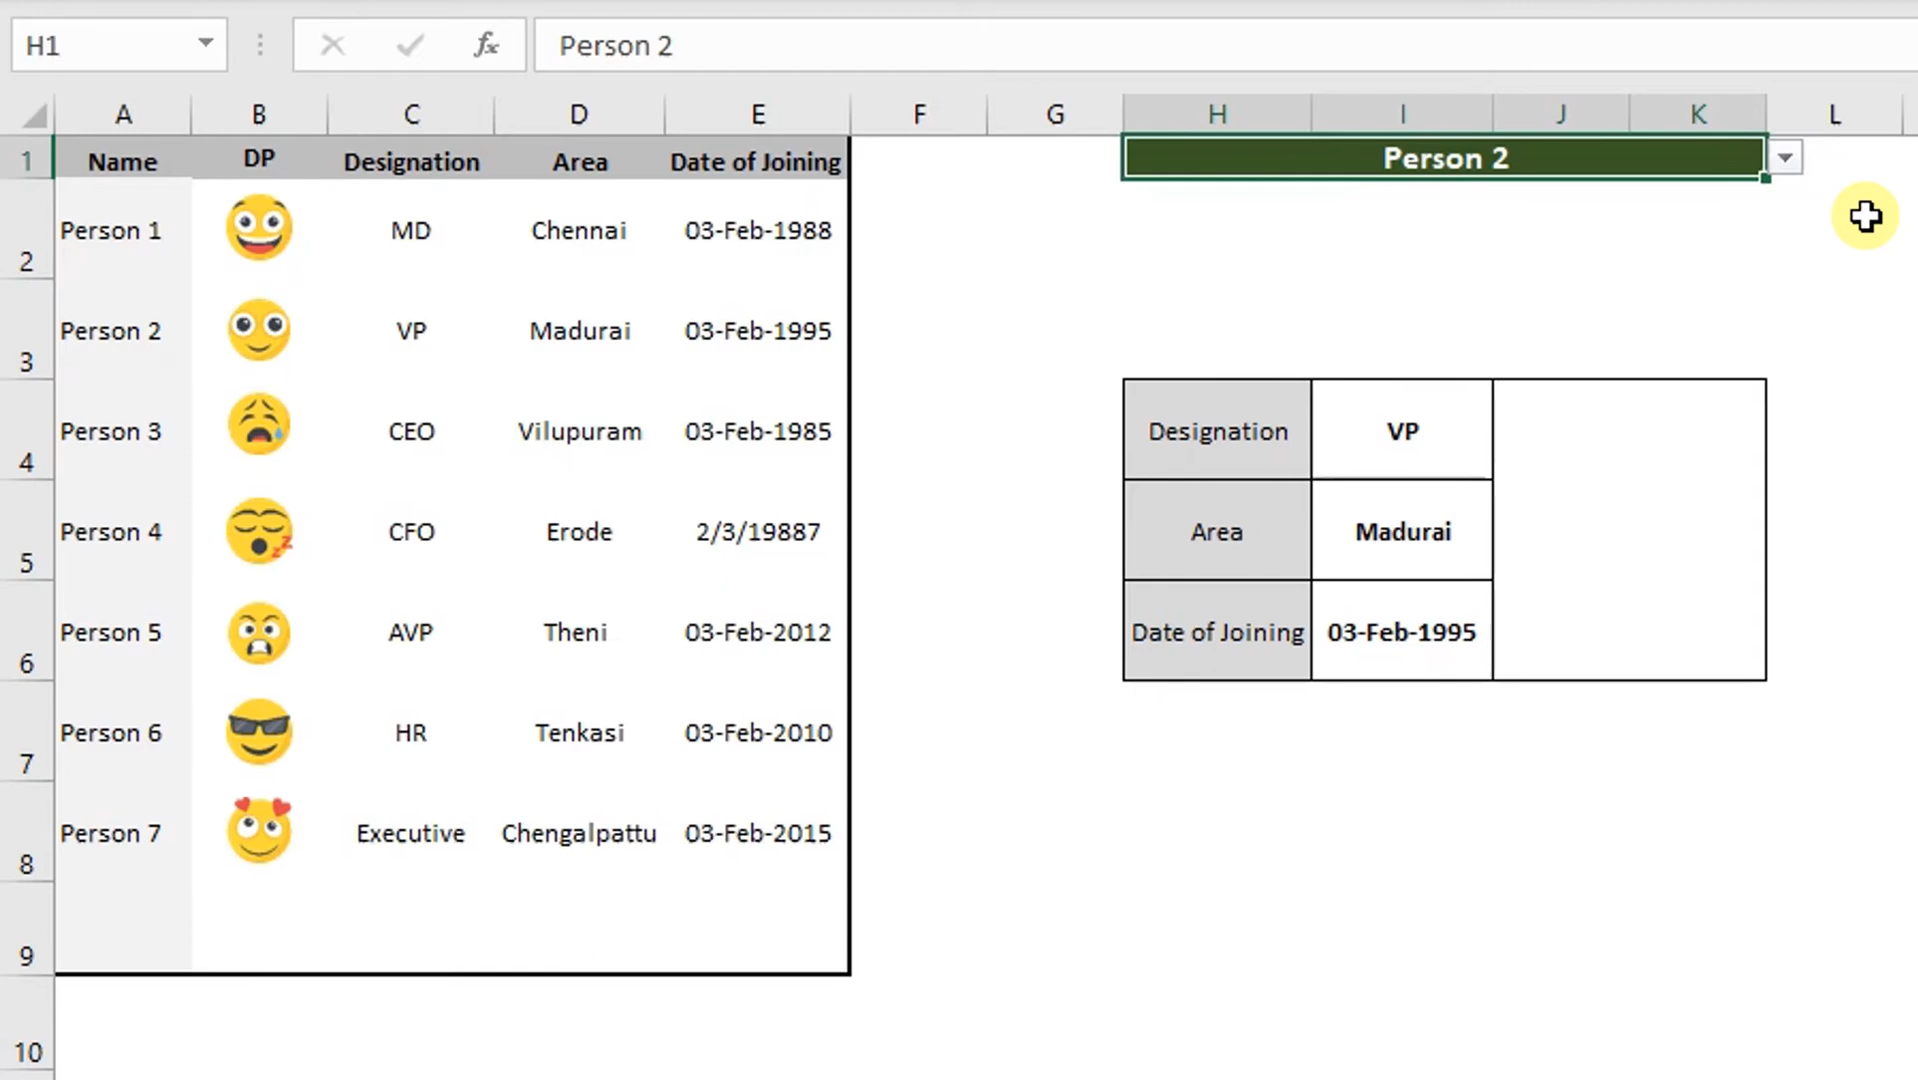 H1 fx Person 2
A B C D E F G H I J K L
1 Name DP Designation Area Date of Joining Person 2
2 Person 1 MD Chennai 03-Feb-1988
3 Person 2 VP Madurai 03-Feb-1995
4 Person 3 CEO Vilupuram 03-Feb-1985 Designation VP
5 Person 4 CFO Erode 2/3/19887 Area Madurai
6 Person 5 AVP Theni 03-Feb-2012 Date of Joining 03-Feb-1995
7 Person 6 HR Tenkasi 03-Feb-2010
8 Person 7 Executive Chengalpattu 03-Feb-2015
9
10